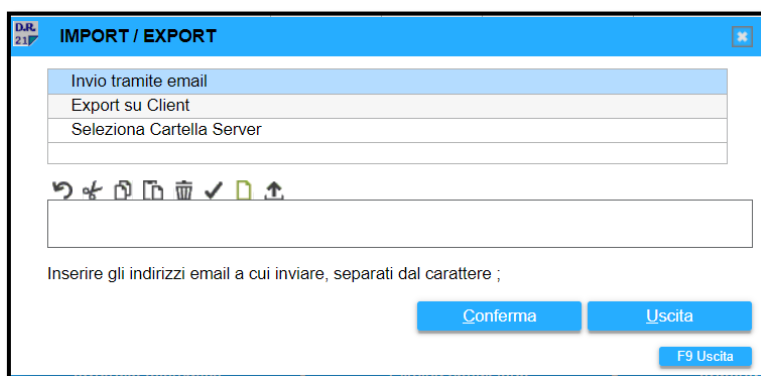 D.R.
21
IMPORT / EXPORT
Invio tramite email
Export su Client
Seleziona Cartella Server
Inserire gli indirizzi email a cui inviare, separati dal carattere ;
Conferma
Uscita
F9 Uscita